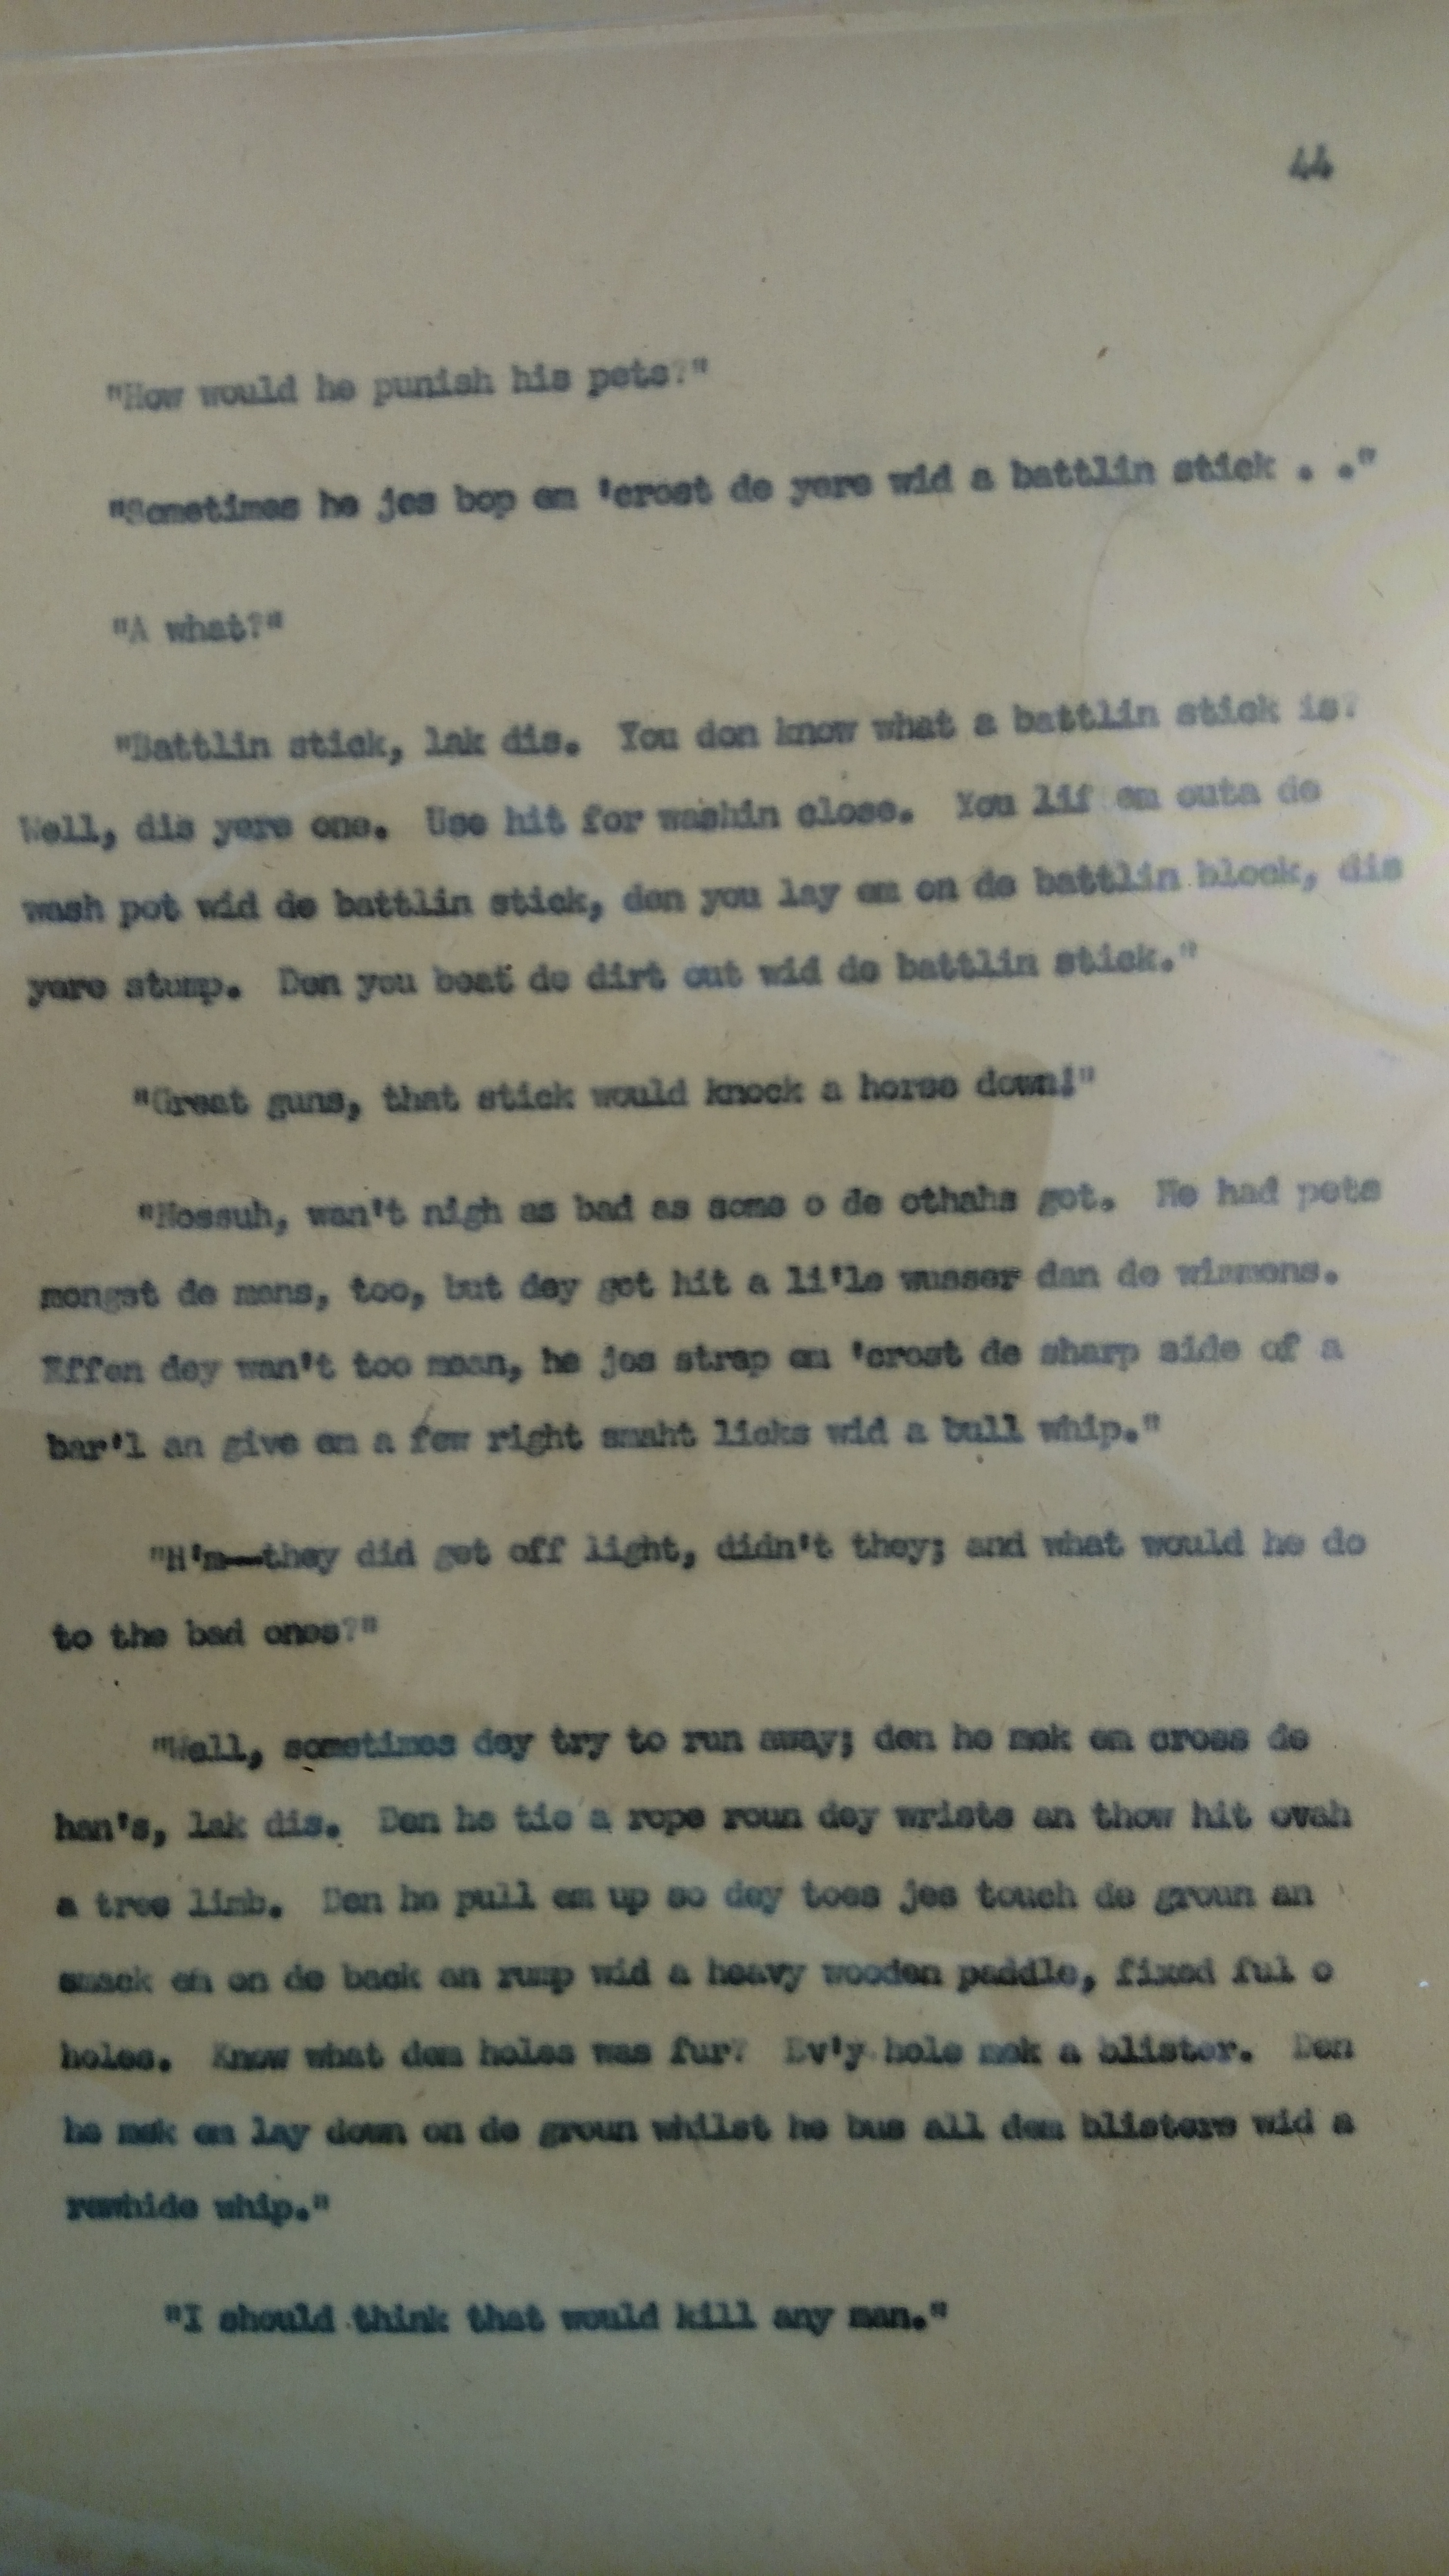 44
"How would he punish his pets?"
"Sometimes he jes bop em 'crost de yere wid a battlin stick . ."
"A what?"
"Battlin stick, lak dis. You don know what a battlin stick is?
Well, dis yere one. Use hit for washin close. You lif em outa de
wash pot wid de battlin stick, den you lay em on de battlin block, dis
yere stump. Den you beat de dirt out wid de battlin stick."
"Great guns, that stick would knock a horse down!"
"Nossuh, wan't nigh as bad as some o de othahs got. He had pets
mongst de mens, too, but dey got hit a li'le wusser dan de wimmens.
Effen dey wan't too mean, he jes strap em 'crost de sharp side of a
bar'l an give em a few right smaht licks wid a bull whip."
"H'm—they did get off light, didn't they; and what would he do
to the bad ones?"
"Well, sometimes dey try to run away; den he mek em cross de
han's, lak dis. Den he tie a rope roun dey wrists an thow hit ovah
a tree limb. Den he pull em up so dey toes jes touch de groun an
smack em on de back an rump wid a heavy wooden paddle, fixed ful o
holes. Know what dem holes was fur? Ev'y hole mek a blister. Den
he mek em lay down on de groun whilst he bus all dem blisters wid a
rawhide whip."
"I should think that would kill any man."